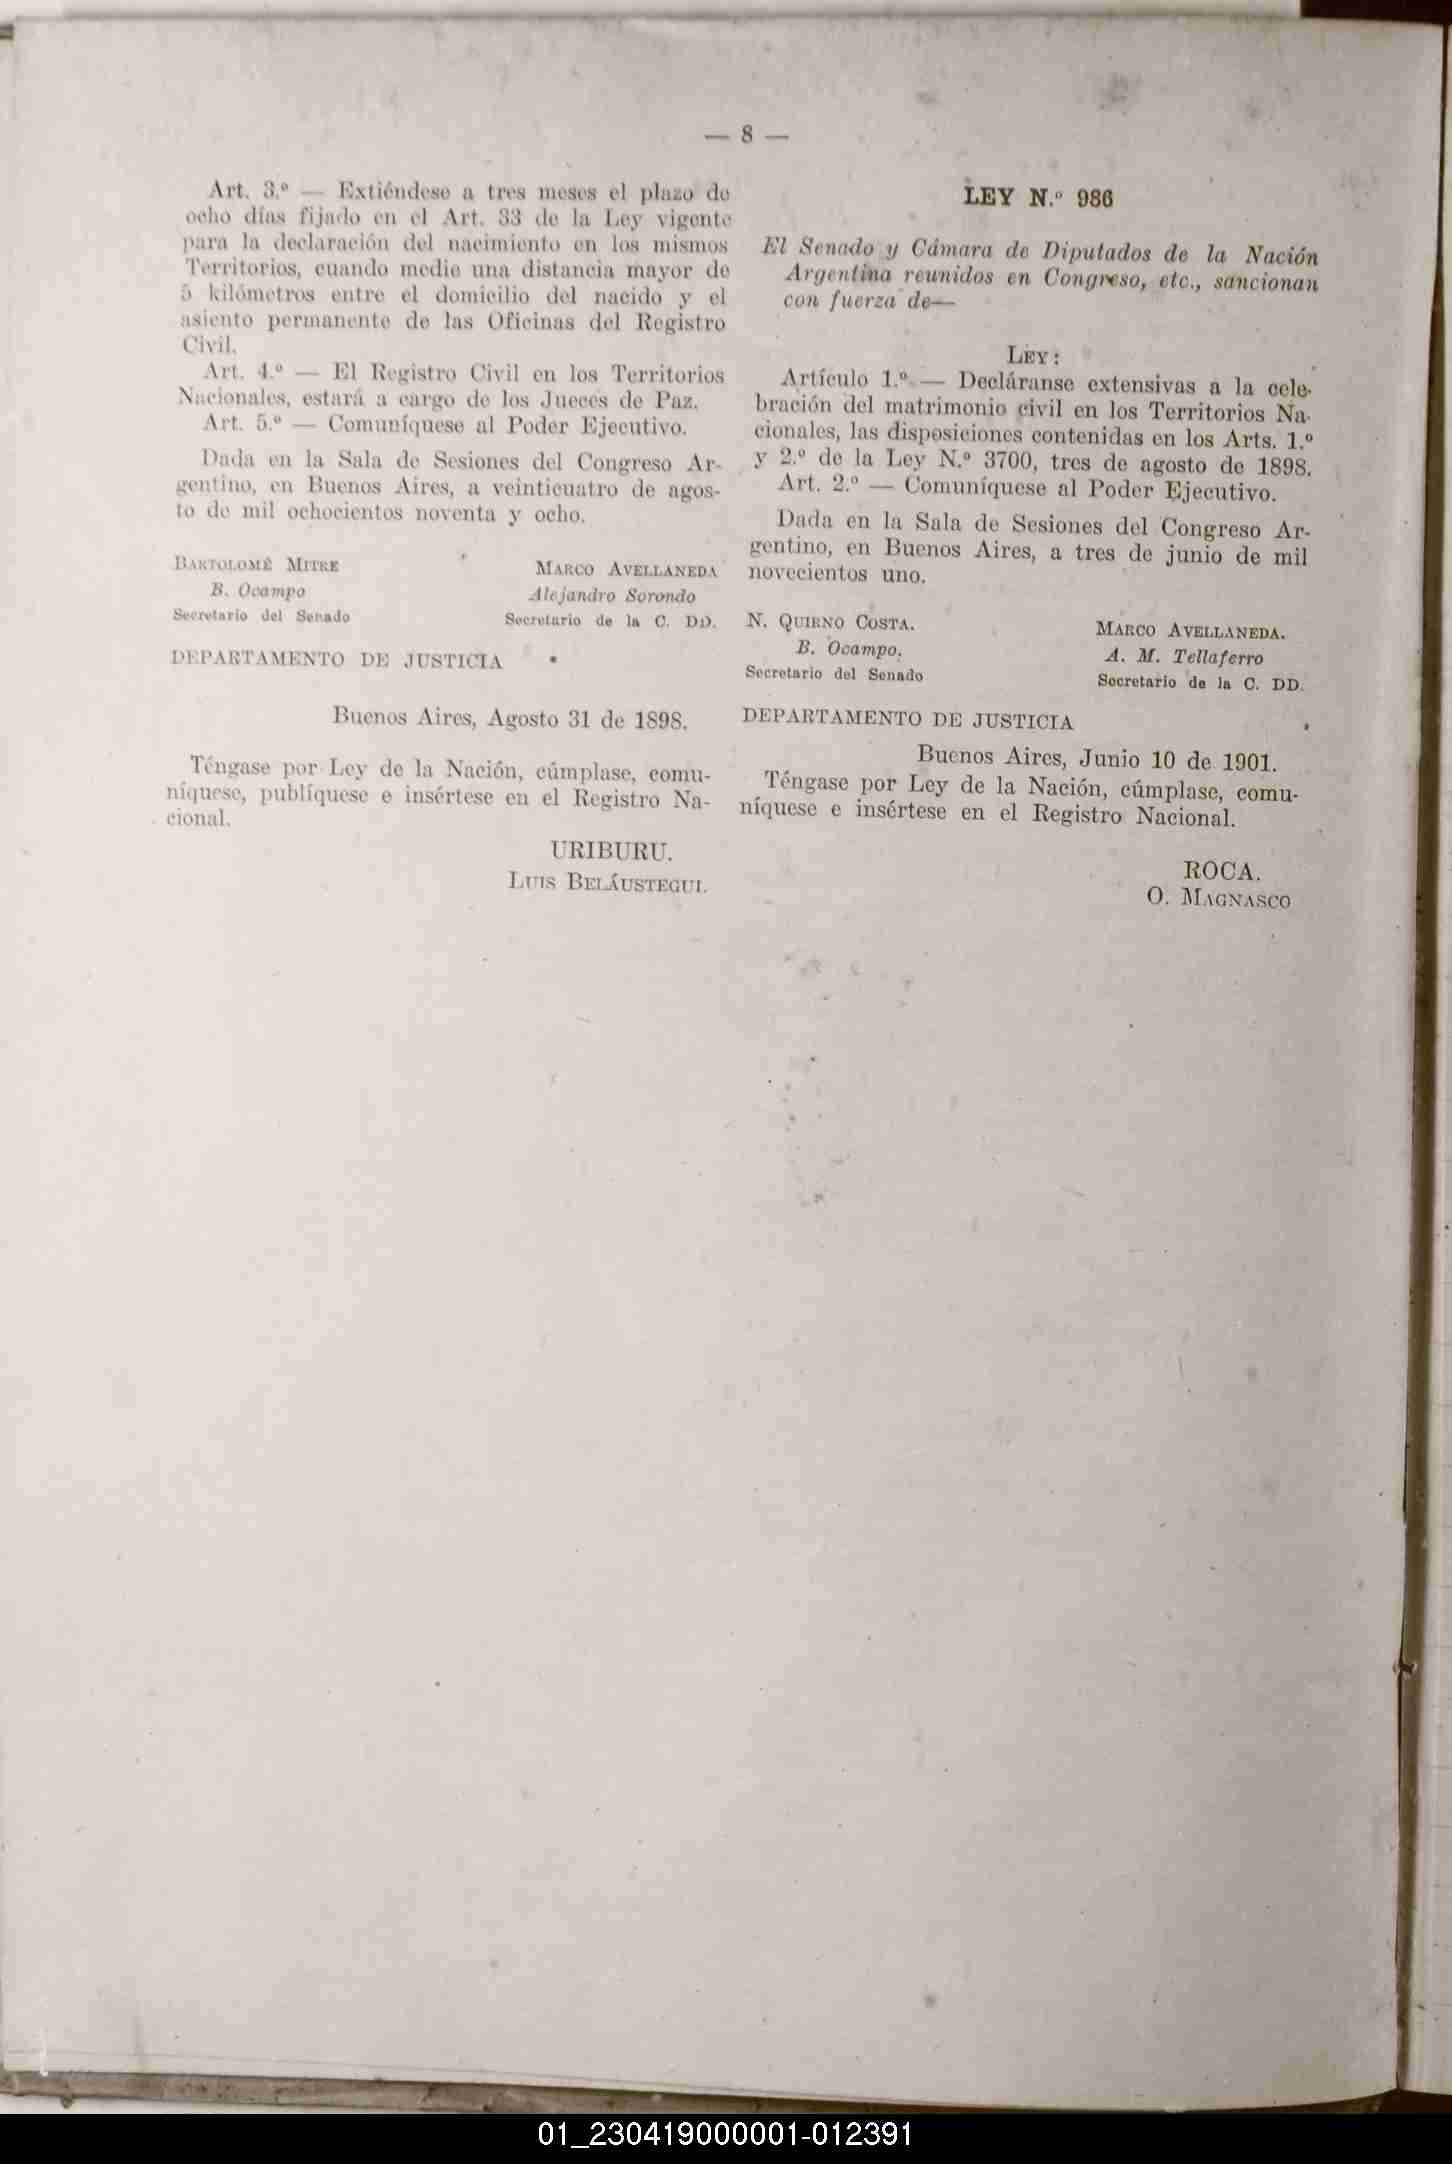 — 8 —
Art. 3.º — Extiéndese a tres meses el plazo de
ocho días fijado en el Art. 33 de la Ley vigente
para la declaración del nacimiento en los mismos
Territorios, cuando medie una distancia mayor de
5 kilómetros entre el domicilio del nacido y el
asiento permanente de las Oficinas del Registro
Civil.
Art. 4.º — El Registro Civil en los Territorios
Nacionales, estará a cargo de los Jueces de Paz.
Art. 5.º — Comuníquese al Poder Ejecutivo.
Dada en la Sala de Sesiones del Congreso Ar-
gentino, en Buenos Aires, a veinticuatro de agos-
to de mil ochocientos noventa y ocho.
BARTOLOMÉ MITRE
B. Ocampo
Secretario del Senado
MARCO AVELLANEDA
Alejandro Sorondo
Secretario de la C. DD.
DEPARTAMENTO DE JUSTICIA
Buenos Aires, Agosto 31 de 1898.
Téngase por Ley de la Nación, cúmplase, comu-
níquese, publíquese e insértese en el Registro Na-
cional.
URIBURU.
LUIS BELÁUSTEGUI.
LEY N.º 986
El Senado y Cámara de Diputados de la Nación
Argentina reunidos en Congreso, etc., sancionan
con fuerza de—
LEY:
Artículo 1.º — Decláranse extensivas a la cele-
bración del matrimonio civil en los Territorios Na-
cionales, las disposiciones contenidas en los Arts. 1.º
y 2.º de la Ley N.º 3700, tres de agosto de 1898.
Art. 2.º — Comuníquese al Poder Ejecutivo.
Dada en la Sala de Sesiones del Congreso Ar-
gentino, en Buenos Aires, a tres de junio de mil
novecientos uno.
N. QUIRNO COSTA.
B. Ocampo.
Secretario del Senado
MARCO AVELLANEDA.
A. M. Tellaferro
Secretario de la C. DD.
DEPARTAMENTO DE JUSTICIA
Buenos Aires, Junio 10 de 1901.
Téngase por Ley de la Nación, cúmplase, comu-
níquese e insértese en el Registro Nacional.
ROCA.
O. MAGNASCO
01_230419000001-012391